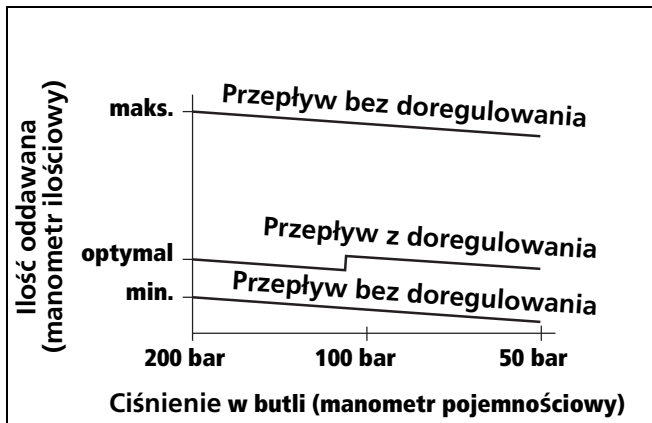 Ilość oddawana
(manometr ilościowy)
maks.
Przepływ bez doregulowania
optymal
Przepływ z doregulowania
min.
Przepływ bez doregulowania
200 bar
100 bar
50 bar
Ciśnienie w butli (manometr pojemnościowy)